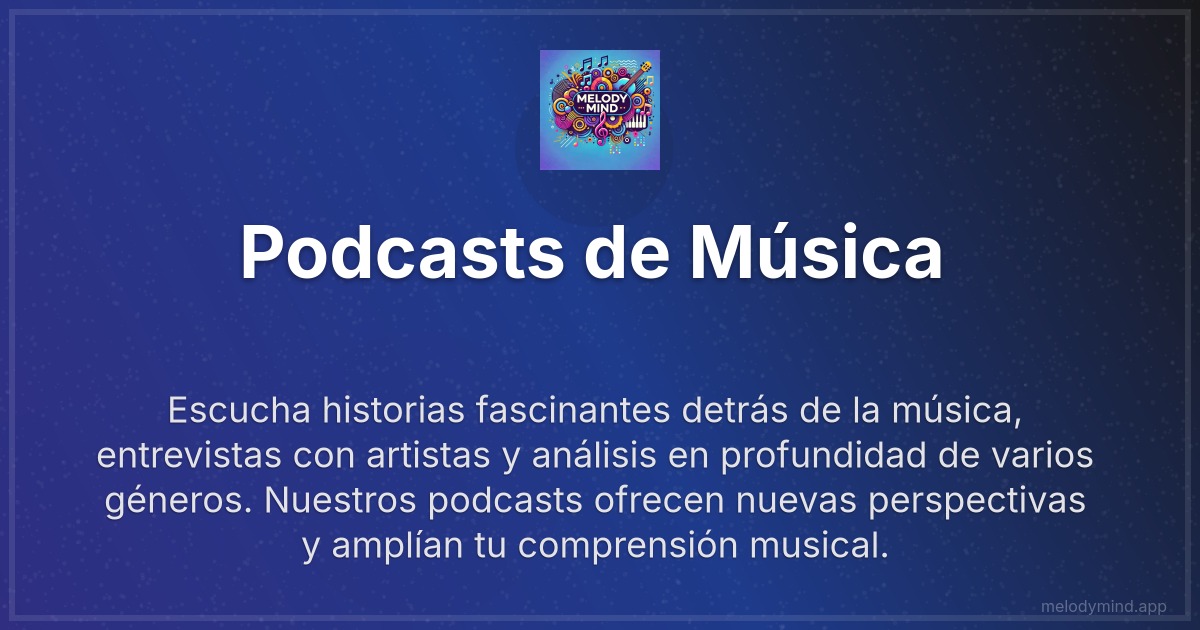 MELODY
MIND
Podcasts de Música
Escucha historias fascinantes detrás de la música,
entrevistas con artistas y análisis en profundidad de varios
géneros. Nuestros podcasts ofrecen nuevas perspectivas
y amplían tu comprensión musical.
melodymind.app